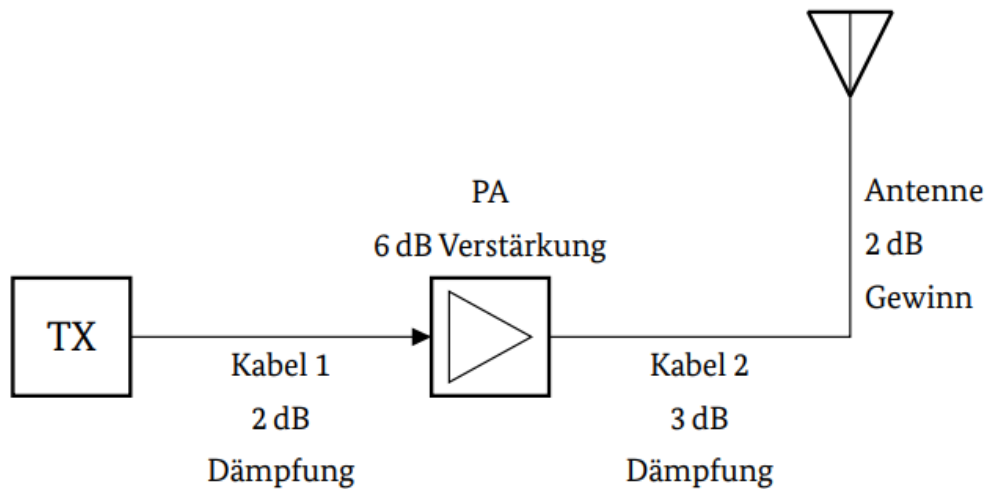 PA
6 dB Verstärkung
Antenne
2 dB
Gewinn
TX
Kabel 1
2 dB
Dämpfung
Kabel 2
3 dB
Dämpfung